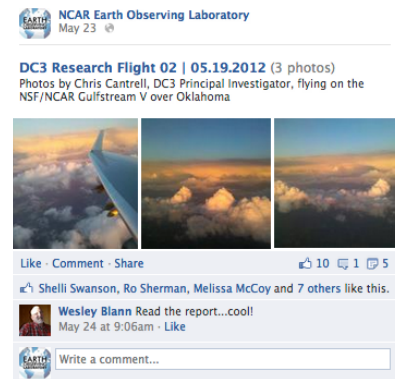 EARTH
NCAR Earth Observing Laboratory
May 23
DC3 Research Flight 02 | 05.19.2012 (3 photos)
Photos by Chris Cantrell, DC3 Principal Investigator, flying on the
NSF/NCAR Gulfstream V over Oklahoma
Like · Comment · Share
10 1 5
Shelli Swanson, Ro Sherman, Melissa McCoy and 7 others like this.
Wesley Blann Read the report...cool!
May 24 at 9:06am · Like
EARTH
Write a comment...